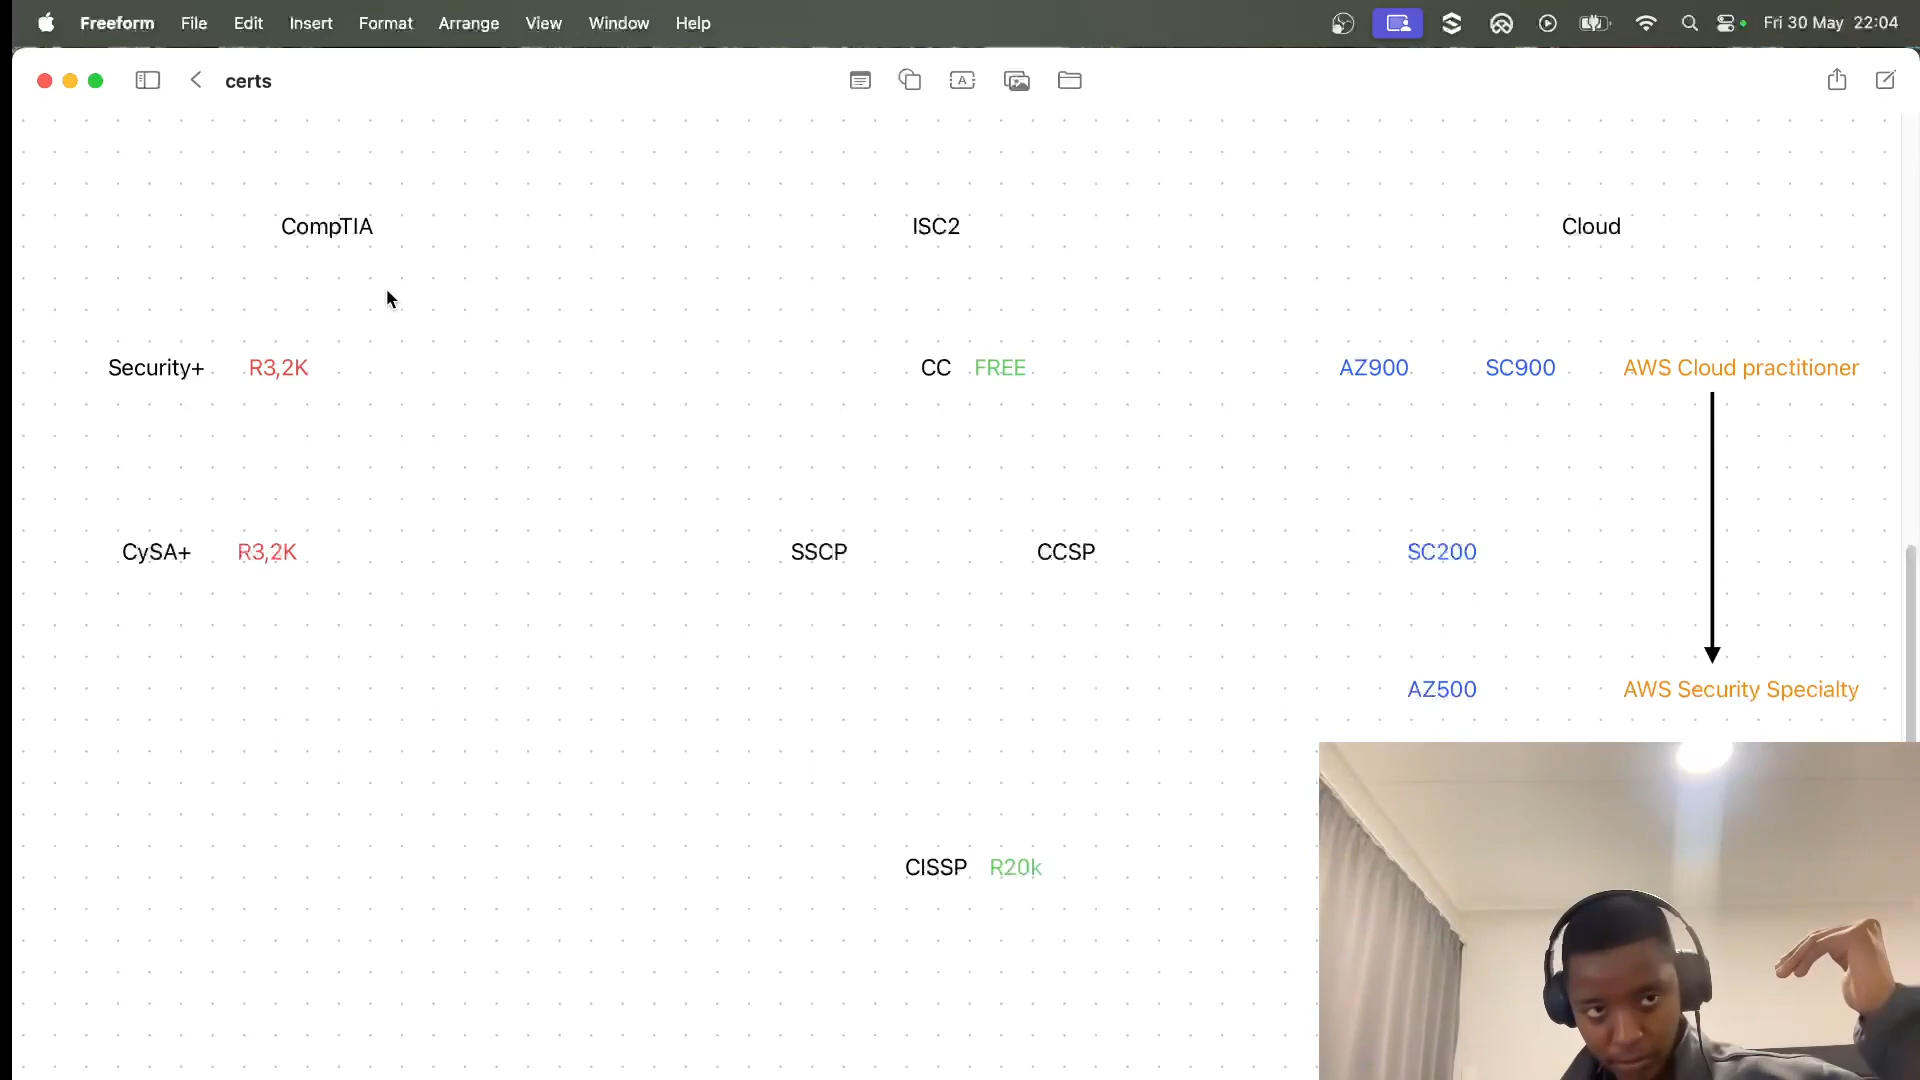 Freeform File Edit Insert Format Arrange View Window Help Fri 30 May 22:04
certs
CompTIA ISC2 Cloud
Security+ R3,2K CC FREE AZ900 SC900 AWS Cloud practitioner
CySA+ R3,2K SSCP CCSP SC200
AZ500 AWS Security Specialty
CISSP R20k